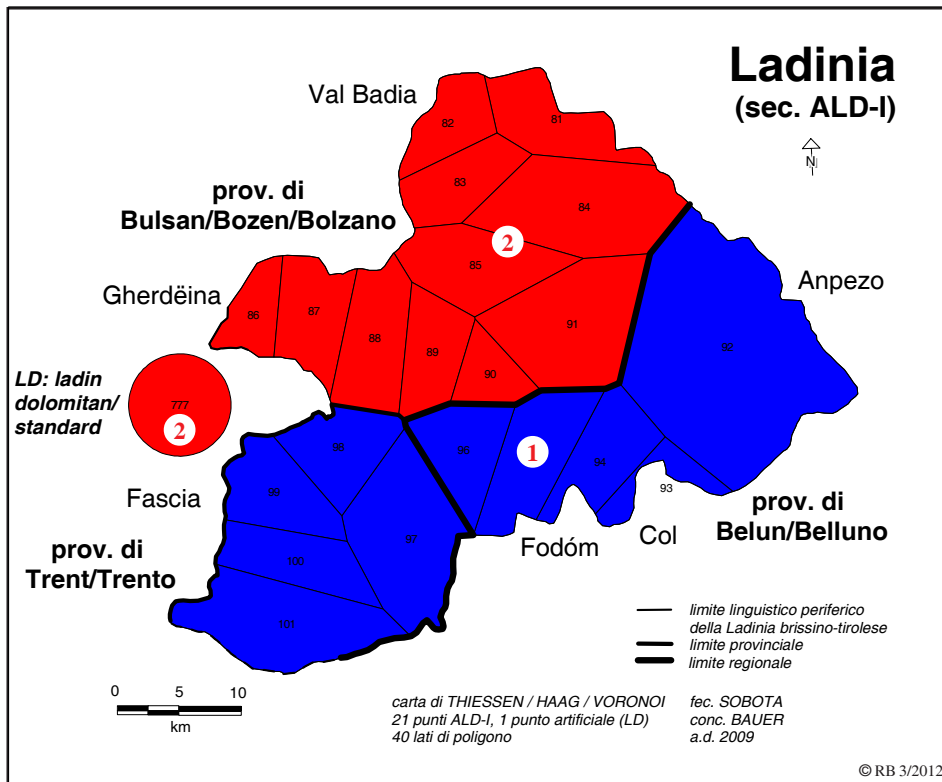 Ladinia
(sec. ALD-I)
N
Val Badia
82
81
83
prov. di
Bulsan/Bozen/Bolzano
84
2
85
Gherdëina
Anpezo
86
87
88
89
91
92
90
LD: ladin
dolomitan/
standard
777
2
98
96
1
94
93
99
97
100
101
Fascia
prov. di
Trent/Trento
Fodóm
Col
prov. di
Belun/Belluno
limite linguistico periferico
della Ladinia brissino-tirolese
limite provinciale
limite regionale
0 5 10
km
carta di THIESSEN / HAAG / VORONOI
21 punti ALD-I, 1 punto artificiale (LD)
40 lati di poligono
fec. SOBOTA
conc. BAUER
a.d. 2009
© RB 3/2012